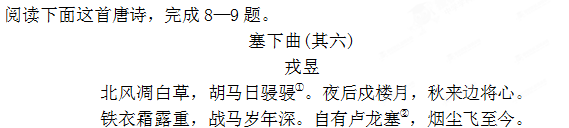 阅读下面这首唐诗，完成 8—9 题。
塞下曲(其六)
戎昱
北风凋白草，胡马日骎骎①。夜后戍楼月，秋来边将心。
铁衣霜露重，战马岁年深。自有卢龙塞②，烟尘飞至今。